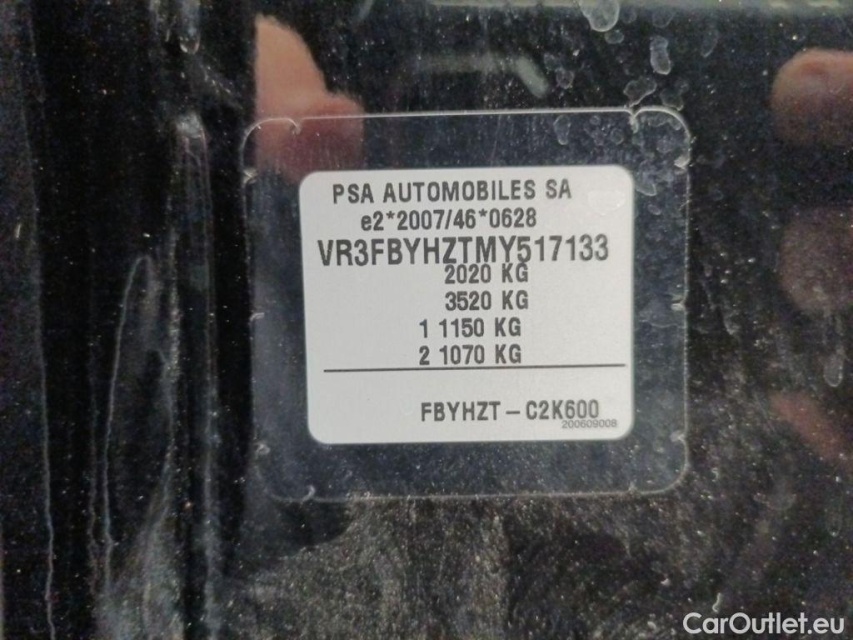 PSA AUTOMOBILES SA
e2*2007/46*0628
VR3FBYHZTMY517133
2020 KG
3520 KG
1 1150 KG
2 1070 KG
FBYHZT – C2K600
200609008
CarOutlet.eu